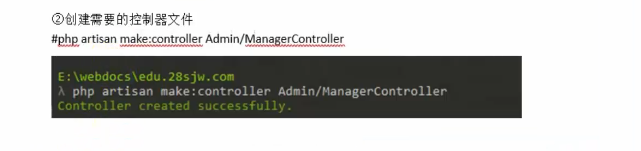 ②创建需要的控制器文件
#php artisan make:controller Admin/ManagerController
E:\webdocs\edu.28sjw.com
λ php artisan make:controller Admin/ManagerController
Controller created successfully.